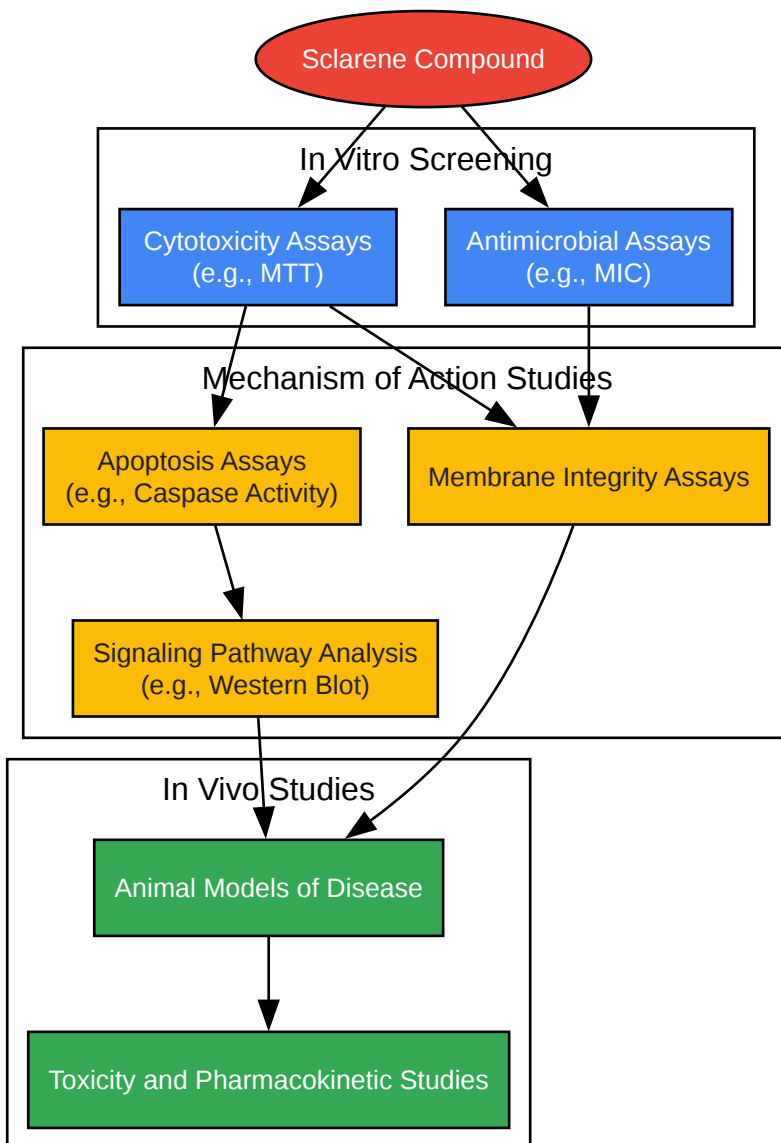 Sclarene Compound
In Vitro Screening
Cytotoxicity Assays
(e.g., MTT)
Antimicrobial Assays
(e.g., MIC)
Mechanism of Action Studies
Apoptosis Assays
(e.g., Caspase Activity)
Membrane Integrity Assays
Signaling Pathway Analysis
(e.g., Western Blot)
In Vivo Studies
Animal Models of Disease
Toxicity and Pharmacokinetic Studies